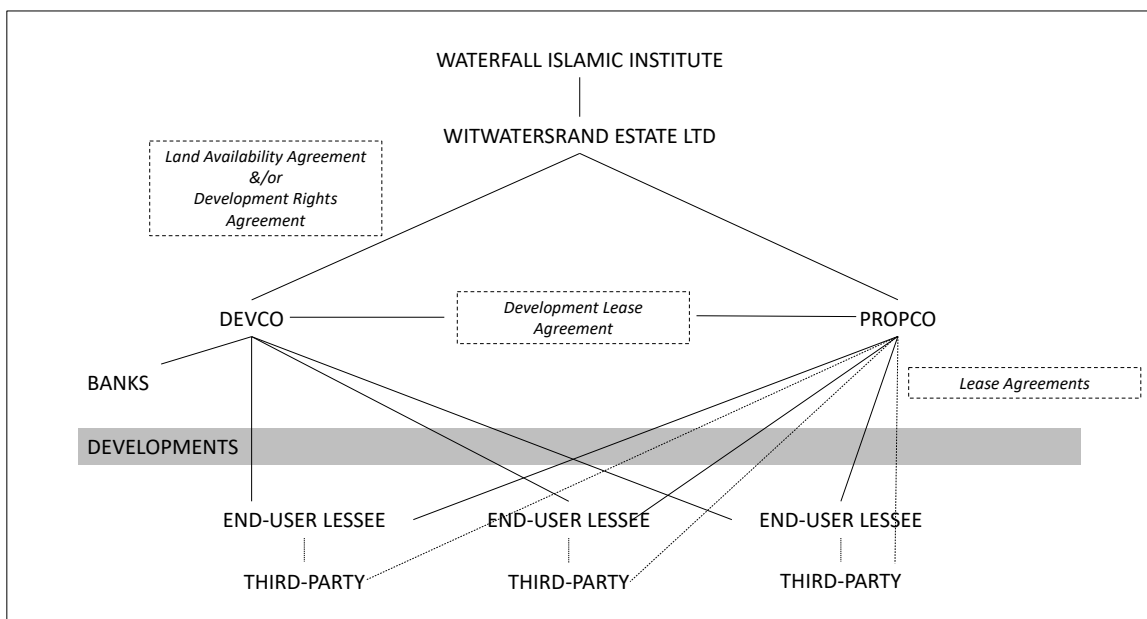 WATERFALL ISLAMIC INSTITUTE
WITWATERSRAND ESTATE LTD
Land Availability Agreement
&/or
Development Rights
Agreement
DEVCO
Development Lease
Agreement
PROPCO
BANKS
Lease Agreements
DEVELOPMENTS
END-USER LESSEE
END-USER LESSEE
END-USER LESSEE
THIRD-PARTY
THIRD-PARTY
THIRD-PARTY